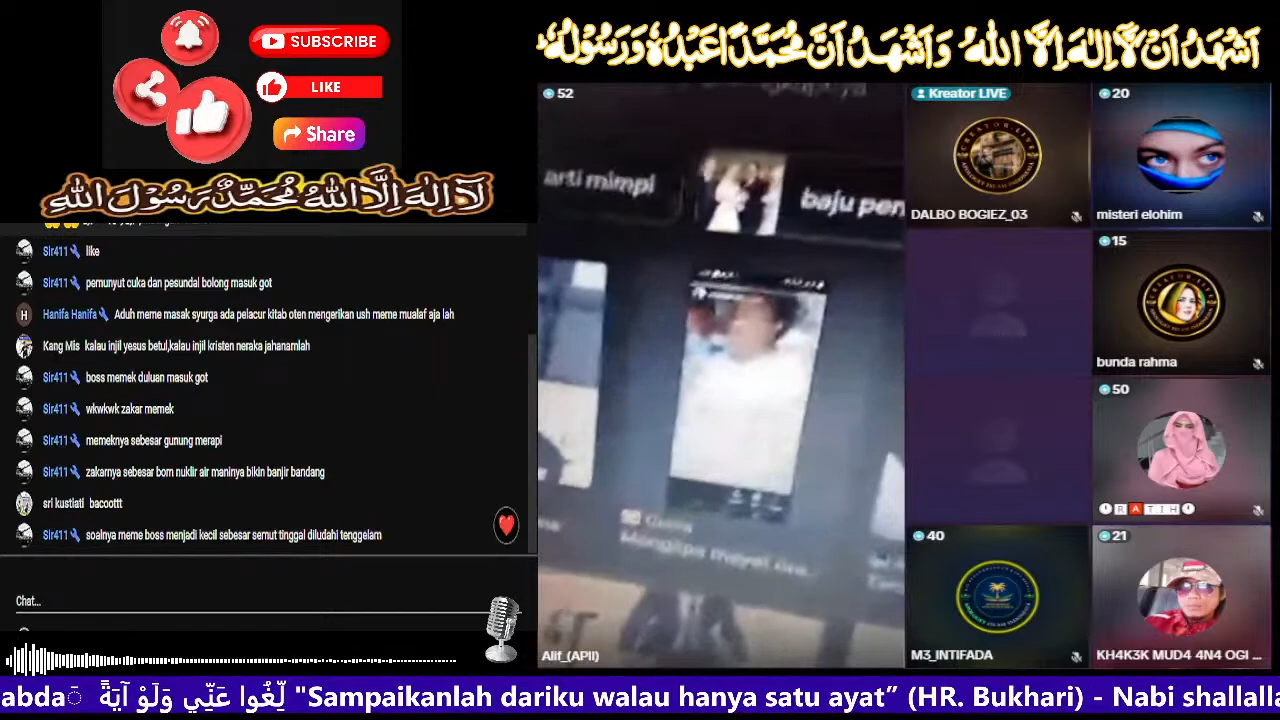 SUBSCRIBE
LIKE
Share
لَآ اِلٰهَ اِلَّا اللهُ مُحَمَّدٌ رَسُوْلُ اللهِ
اَشْهَدُ اَنْ لَّآ اِلٰهَ اِلَّا اللهُ وَاَشْهَدُ اَنَّ مُحَمَّدًا عَبْدُهٗ وَرَسُوْلُهٗ
Sir411 like
Sir411 pemunyut cuka dan pesundal bolong masuk got
H Hanifa Hanifa Aduh meme masak syurga ada pelacur kitab oten mengerikan ush meme mualaf aja lah
Kang Mis kalau injil yesus betul,kalau injil kristen neraka jahanamlah
Sir411 boss memek duluan masuk got
Sir411 wkwkwk zakar memek
Sir411 memeknya sebesar gunung merapi
Sir411 zakarnya sebesar bom nuklir air maninya bikin banjir bandang
sri kustiati bacoottt
Sir411 soalnya meme boss menjadi kecil sebesar semut tinggal diludahi tenggelam
Chat...
52
arti mimpi
baju pen
Alif_(APII)
Kreator LIVE
CREATOR LIVE
DALBO BOGIEZ_03
20
misteri elohim
15
CREATOR LIVE
bunda rahma
50
RATIH
40
M3_INTIFADA
21
KH4K3K MUD4 4N4 OGI ...
abda لِّغُوا عَنِّي وَلَوْ آيَةً "Sampaikanlah dariku walau hanya satu ayat” (HR. Bukhari) - Nabi shallalla